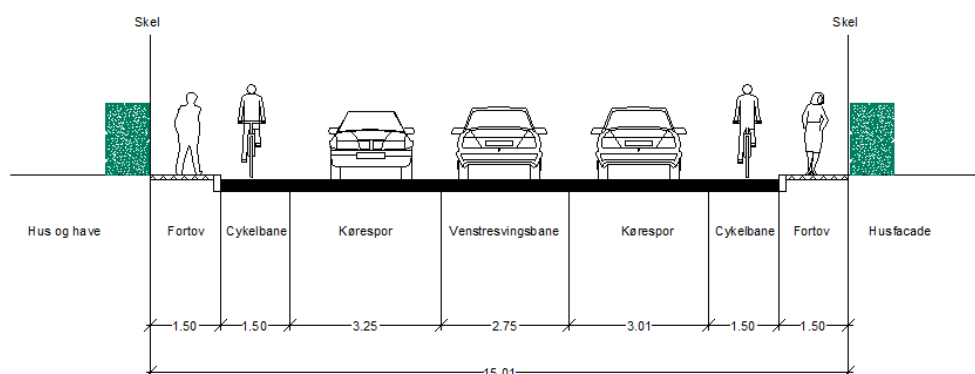 Skel Skel
Hus og have Fortov Cykelbane Kørespor Venstresvingsbane Kørespor Cykelbane Fortov Husfacade
1.50 1.50 3.25 2.75 3.01 1.50 1.50
15.01